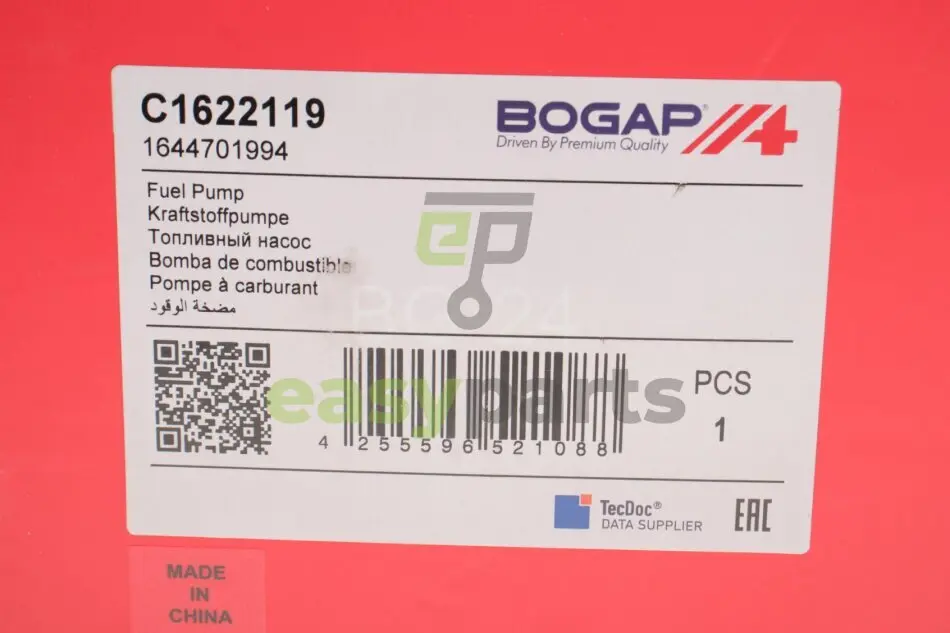 C1622119
1644701994
BOGAP®
Driven By Premium Quality
Fuel Pump
Kraftstoffpumpe
Топливный насос
Bomba de combustible
Pompe à carburant
مضخة الوقود
ep
easyparts
PCS
1
4 255596 521088
TecDoc®
DATA SUPPLIER
EAC
MADE
IN
CHINA